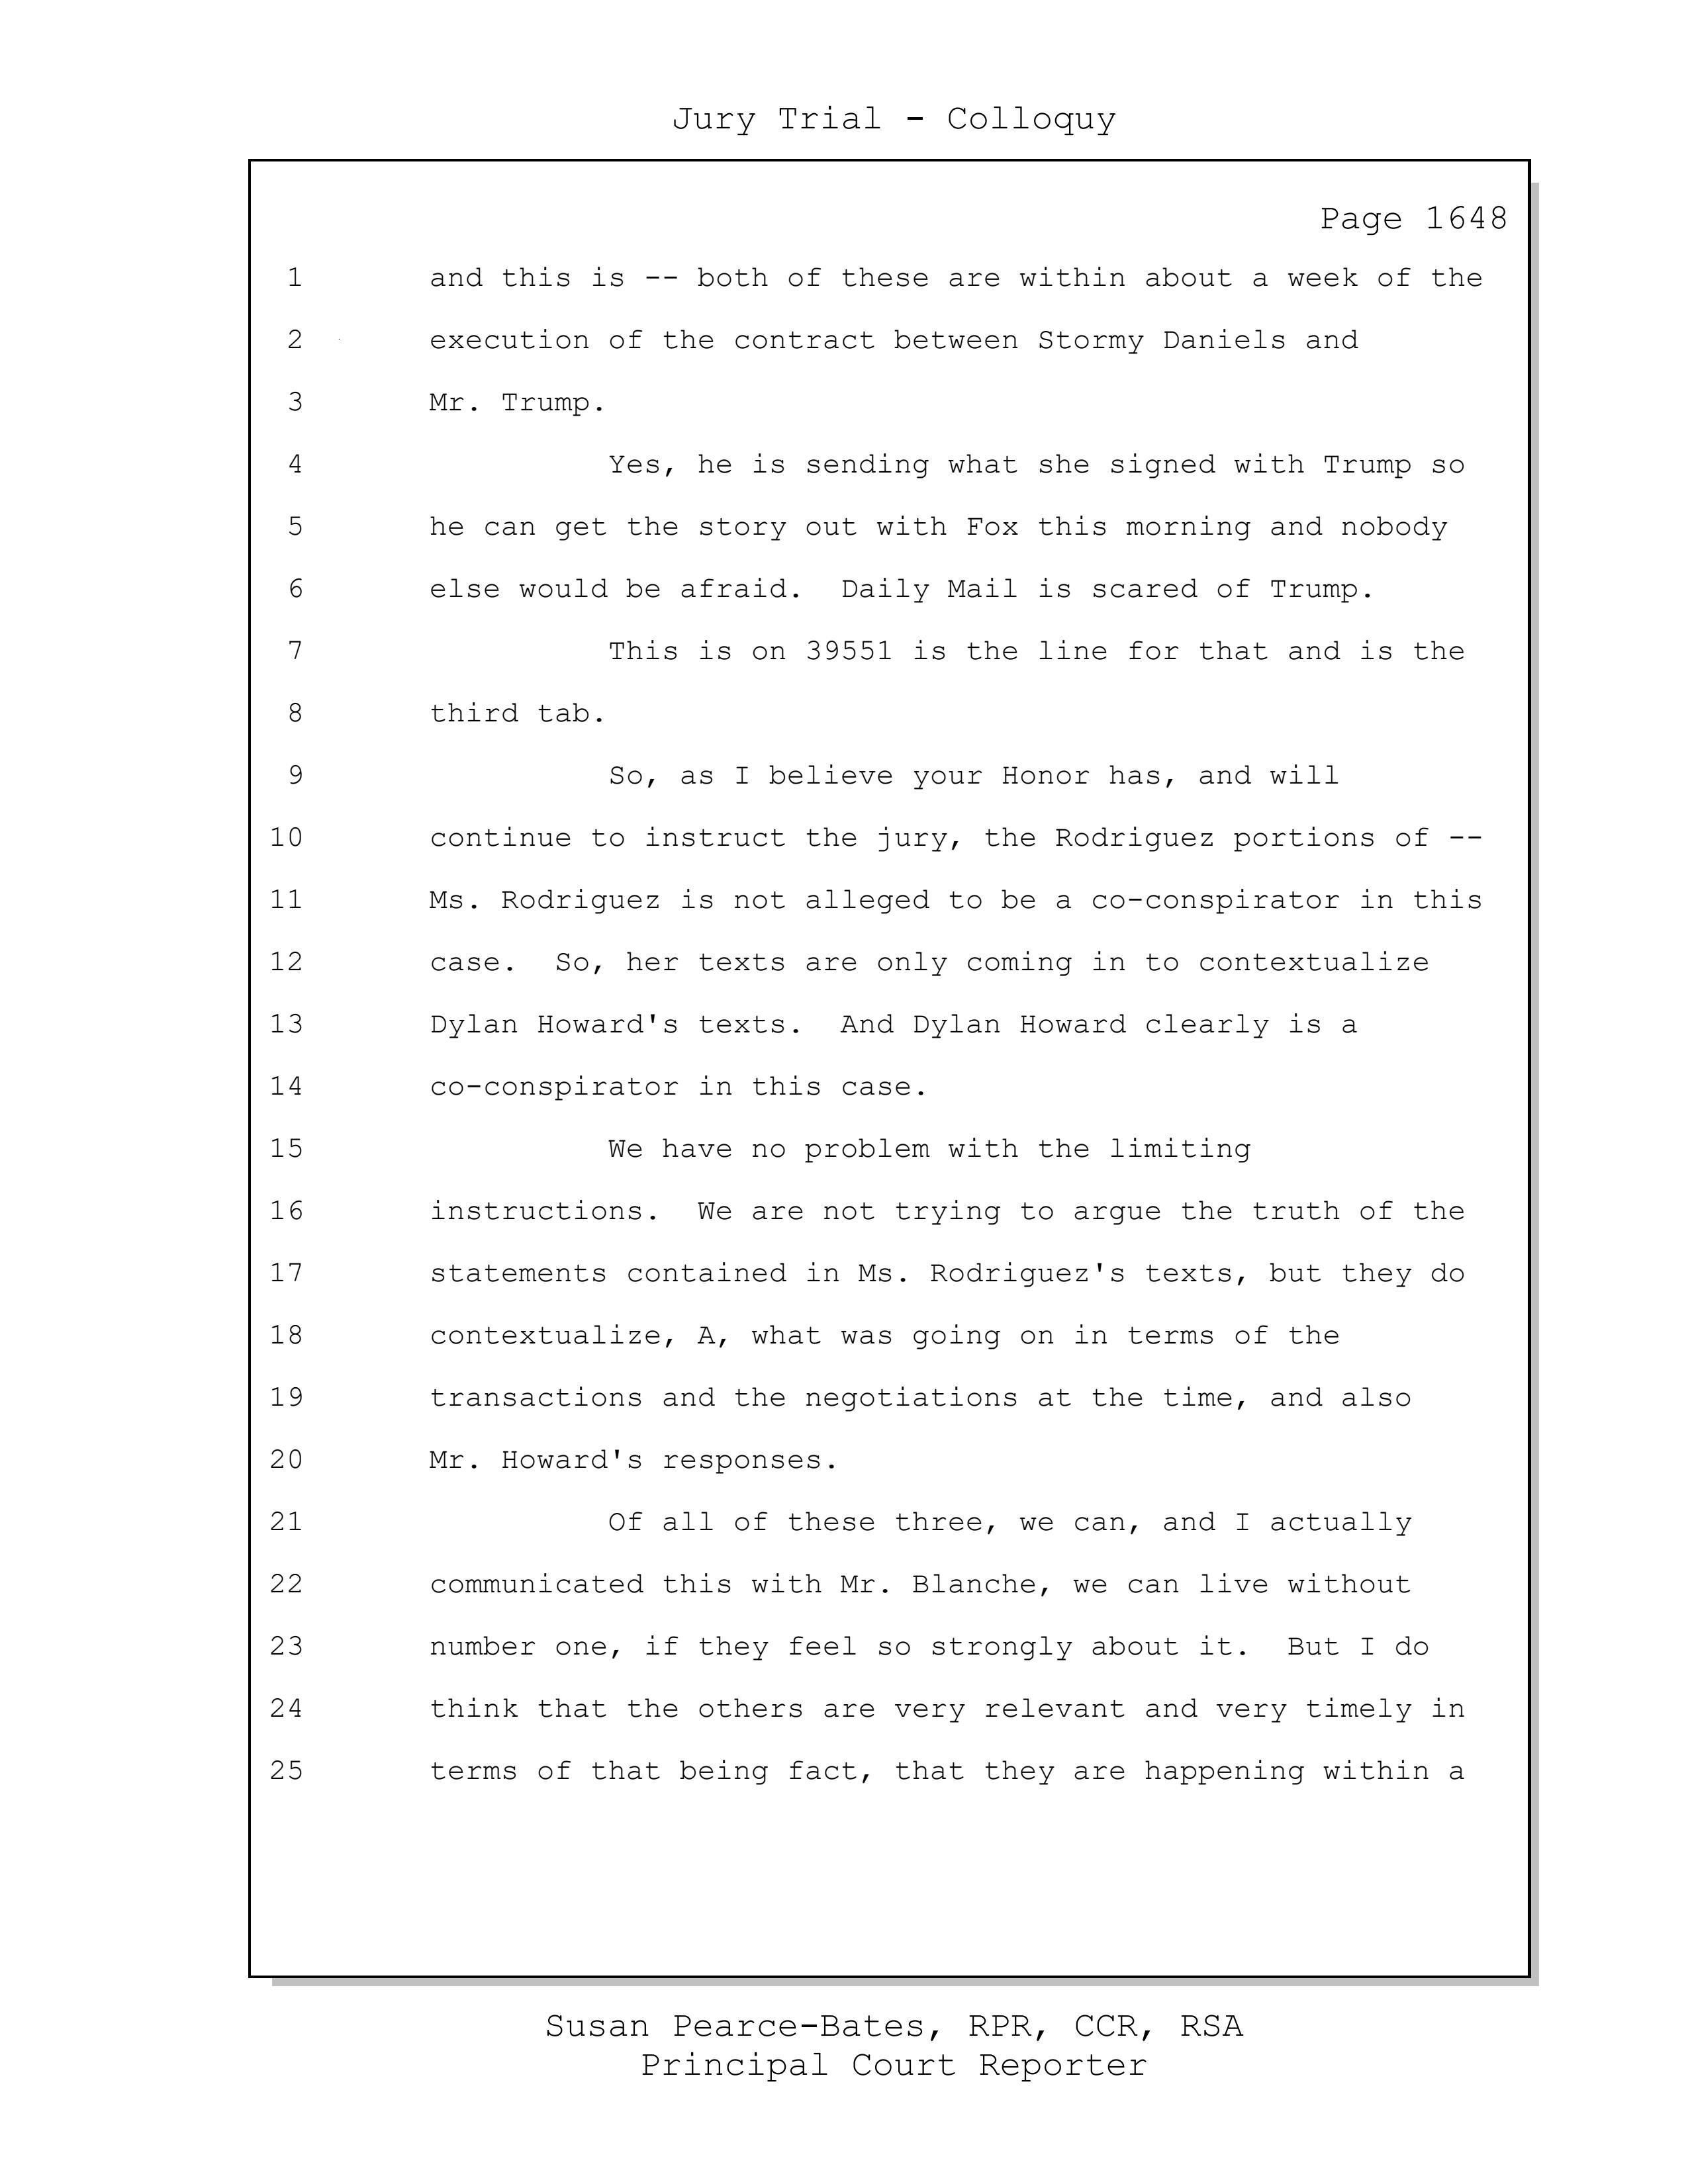 Jury Trial - Colloquy
Page 1648
1 and this is -- both of these are within about a week of the
2 execution of the contract between Stormy Daniels and
3 Mr. Trump.
4 Yes, he is sending what she signed with Trump so
5 he can get the story out with Fox this morning and nobody
6 else would be afraid. Daily Mail is scared of Trump.
7 This is on 39551 is the line for that and is the
8 third tab.
9 So, as I believe your Honor has, and will
10 continue to instruct the jury, the Rodriguez portions of --
11 Ms. Rodriguez is not alleged to be a co-conspirator in this
12 case. So, her texts are only coming in to contextualize
13 Dylan Howard's texts. And Dylan Howard clearly is a
14 co-conspirator in this case.
15 We have no problem with the limiting
16 instructions. We are not trying to argue the truth of the
17 statements contained in Ms. Rodriguez's texts, but they do
18 contextualize, A, what was going on in terms of the
19 transactions and the negotiations at the time, and also
20 Mr. Howard's responses.
21 Of all of these three, we can, and I actually
22 communicated this with Mr. Blanche, we can live without
23 number one, if they feel so strongly about it. But I do
24 think that the others are very relevant and very timely in
25 terms of that being fact, that they are happening within a
Susan Pearce-Bates, RPR, CCR, RSA
Principal Court Reporter